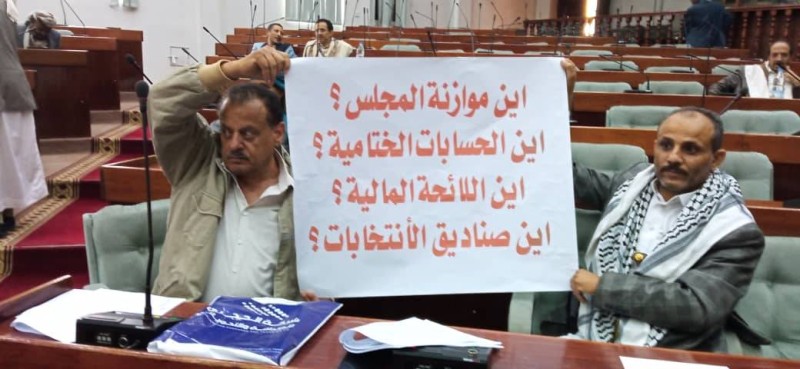 اين موازنة المجلس ؟
اين الحسابات الختامية ؟
اين اللائحة المالية ؟
اين صناديق الأنتخابات ؟